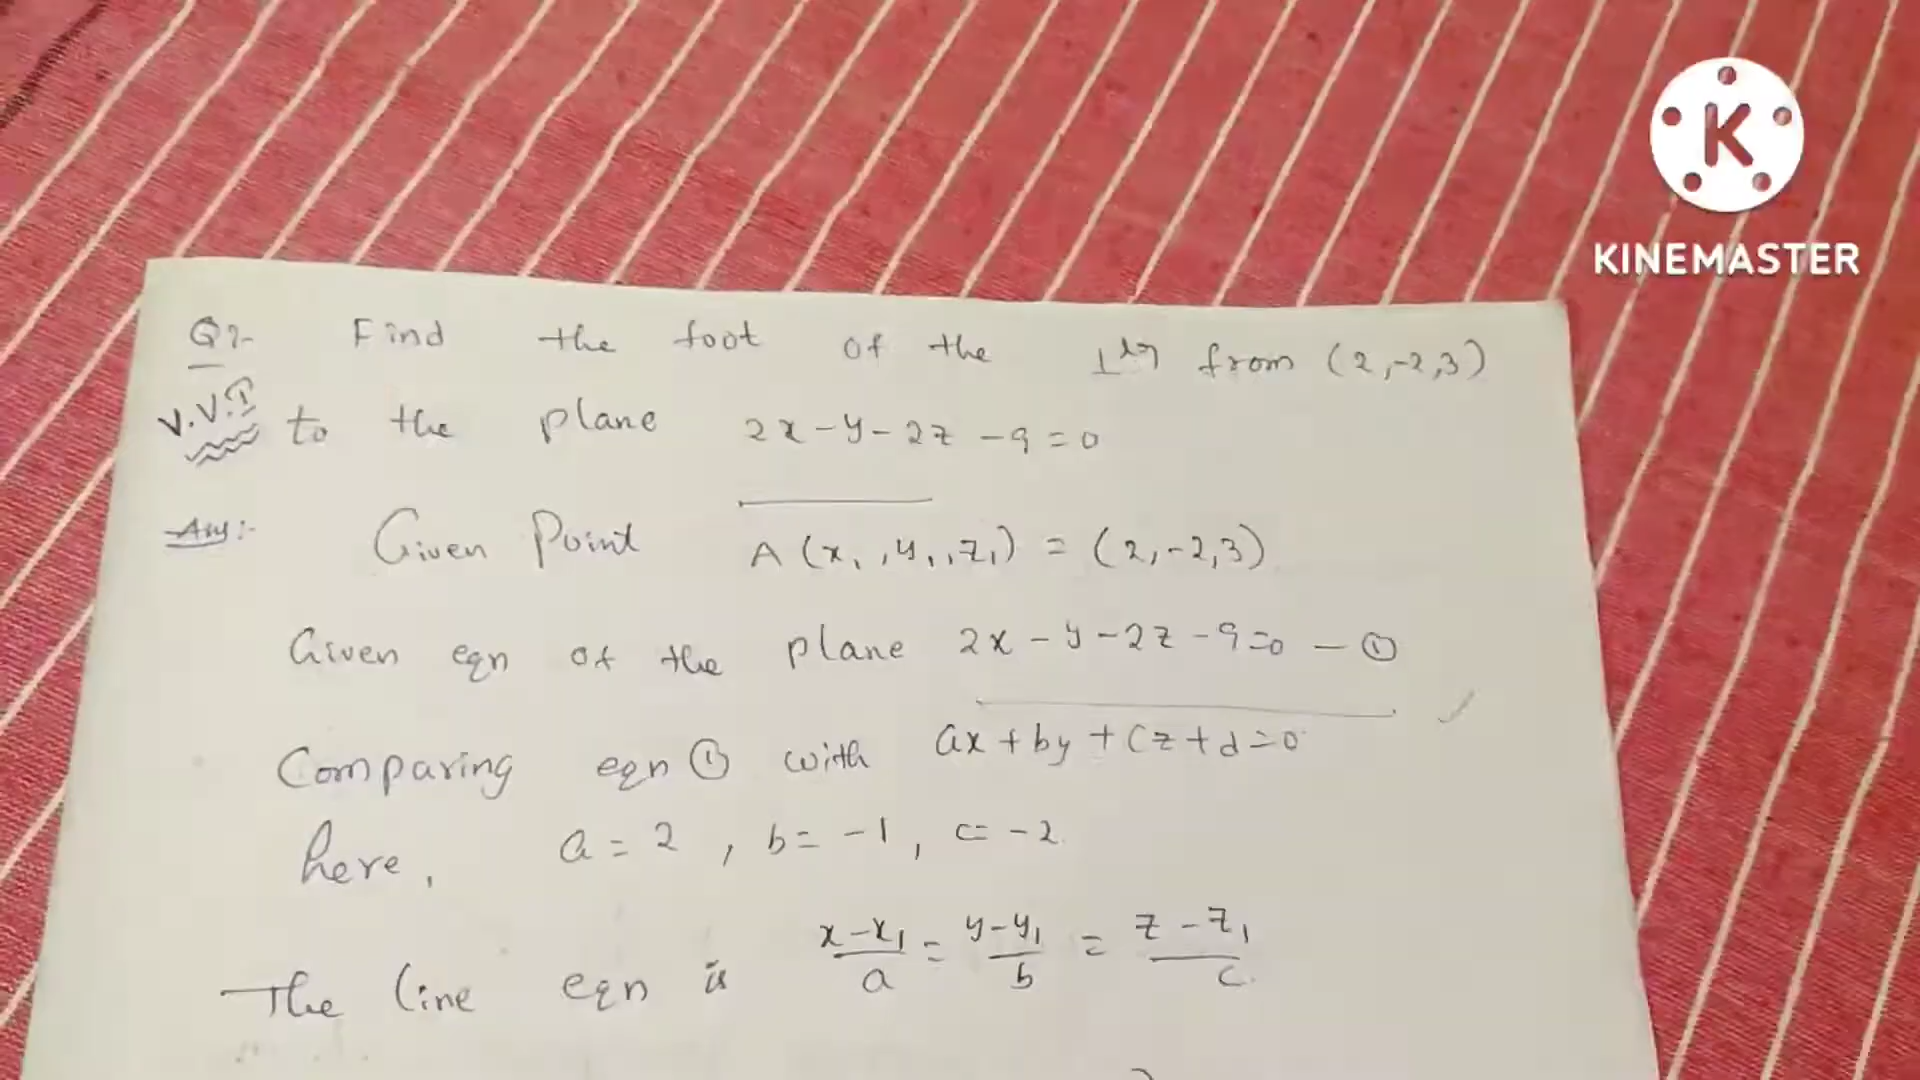 K
KINEMASTER
Q:- Find the foot of the ⊥er from (2,-2,3)
V.V.I to the plane 2x-y-2z-9=0
Ans:- Given Point A(x₁,y₁,z₁) = (2,-2,3)
Given eqn of the plane 2x-y-2z-9=0 - ①
Comparing eqn ① with ax+by+cz+d=0
here, a=2, b=-1, c=-2.
The line eqn is x-x₁/a = y-y₁/b = z-z₁/c.